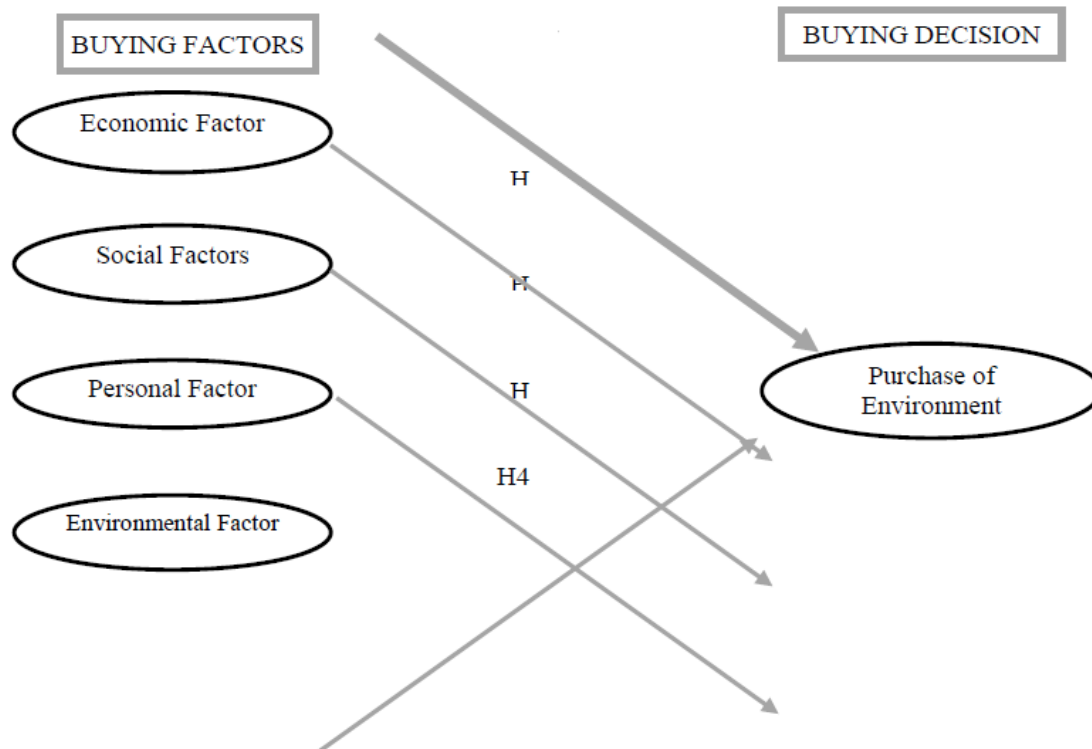 BUYING FACTORS
BUYING DECISION
Economic Factor
H
Social Factors
H
Personal Factor
H
Purchase of
Environment
H4
Environmental Factor